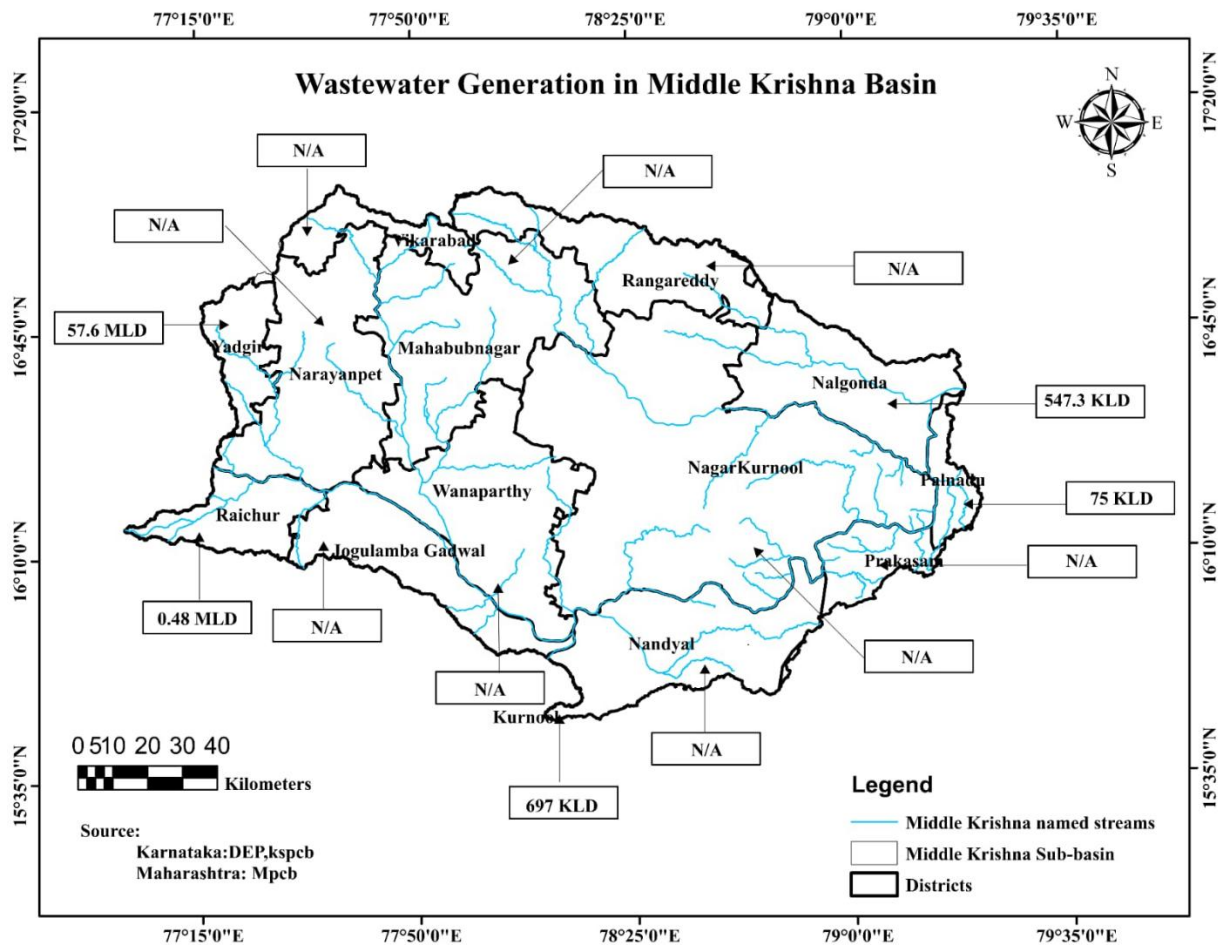 77°15'0"E
77°50'0"E
78°25'0"E
79°0'0"E
79°35'0"E
Wastewater Generation in Middle Krishna Basin
N
W
E
S
17°20'0"N
17°20'0"N
N/A
N/A
N/A
N/A
Vikarabad
Rangareddy
57.6 MLD
Yadgir
16°45'0"N
16°45'0"N
Mahabubnagar
Narayanpet
Nalgonda
547.3 KLD
NagarKurnool
Palnadu
Wanaparthy
75 KLD
Raichur
Jogulamba Gadwal
Prakasam
N/A
16°10'0"N
16°10'0"N
0.48 MLD
N/A
Nandyal
N/A
N/A
Kurnool
N/A
0 5 10 20 30 40
Kilometers
697 KLD
15°35'0"N
15°35'0"N
Source:
Karnataka:DEP,kspcb
Maharashtra: Mpcb
Legend
Middle Krishna named streams
Middle Krishna Sub-basin
Districts
77°15'0"E
77°50'0"E
78°25'0"E
79°0'0"E
79°35'0"E